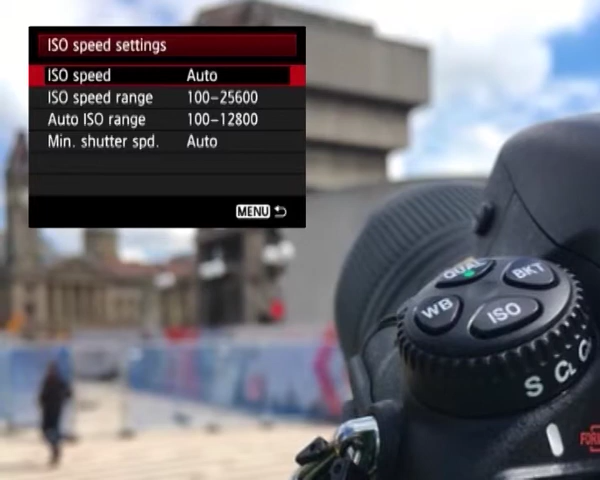 ISO speed settings
ISO speed Auto
ISO speed range 100-25600
Auto ISO range 100-12800
Min. shutter spd. Auto
MENU
QUAL
BKT
WB
ISO
S CL C